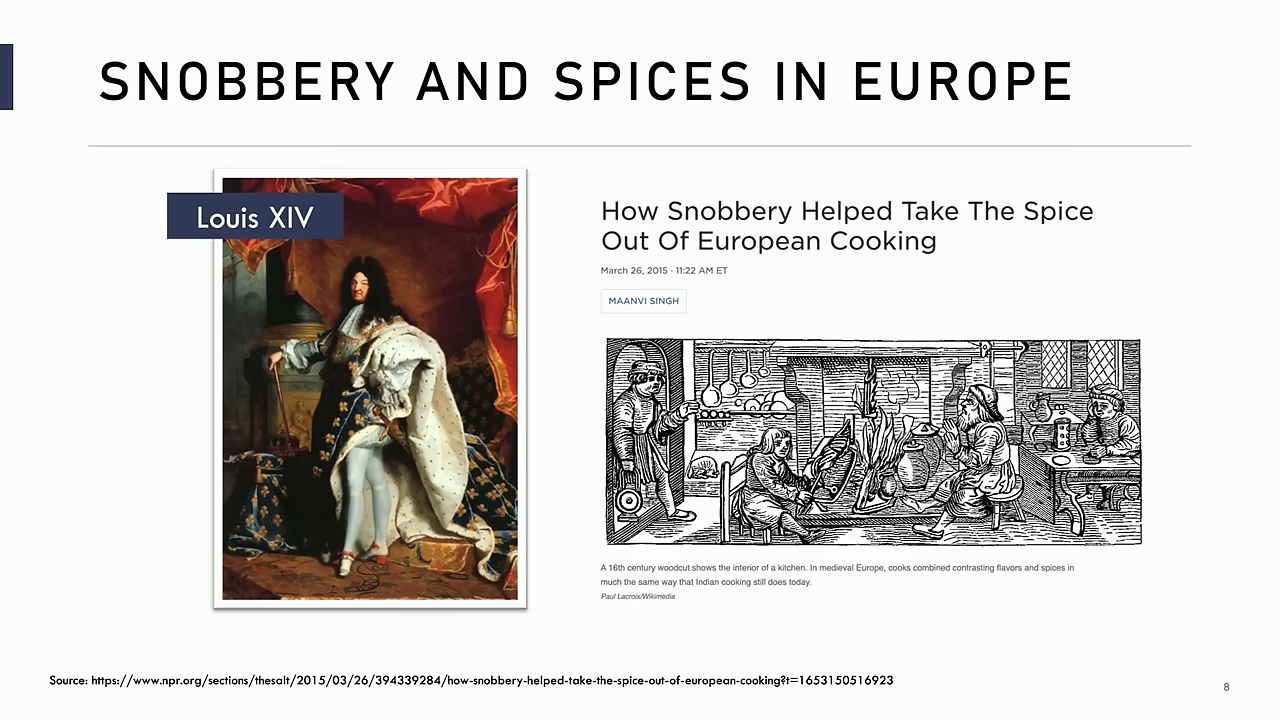 SNOBBERY AND SPICES IN EUROPE
Louis XIV
How Snobbery Helped Take The Spice
Out Of European Cooking
March 26, 2015 · 11:22 AM ET
MAANVI SINGH
A 16th century woodcut shows the interior of a kitchen. In medieval Europe, cooks combined contrasting flavors and spices in
much the same way that Indian cooking still does today.
Paul Lacroix/Wikimedia
Source: https://www.npr.org/sections/thesalt/2015/03/26/394339284/how-snobbery-helped-take-the-spice-out-of-european-cooking?t=1653150516923
8